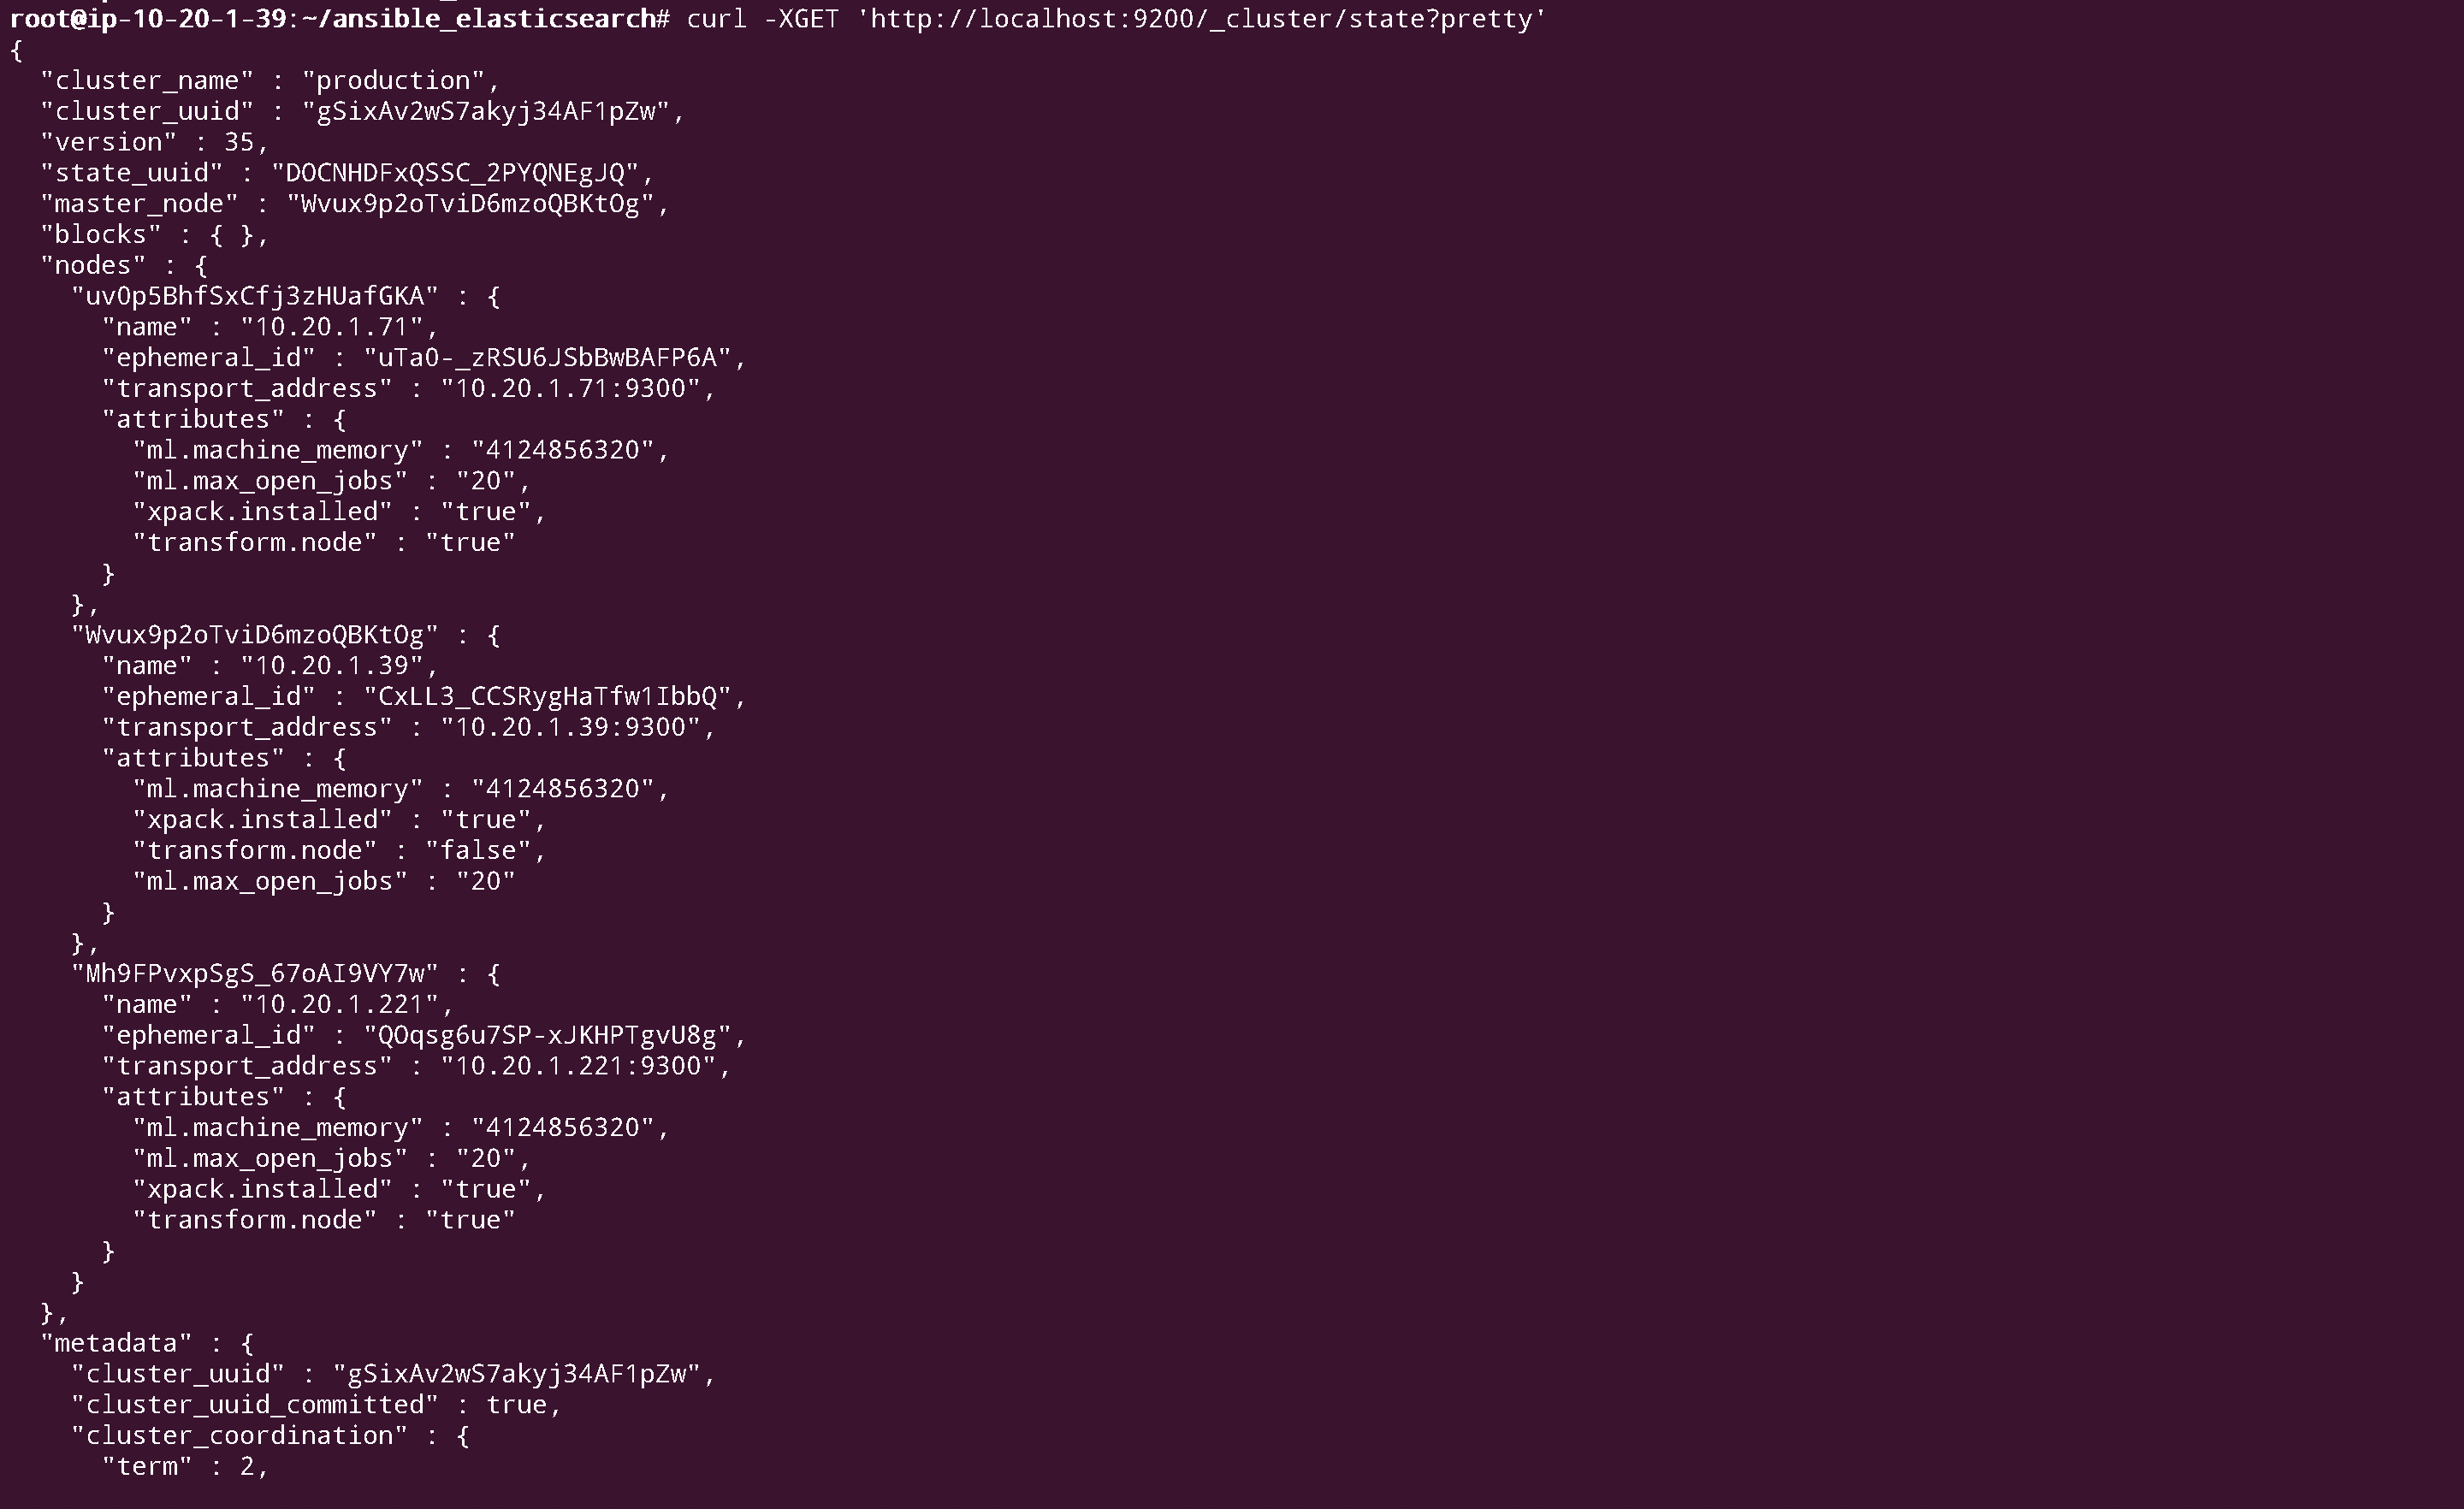 root@ip-10-20-1-39:~/ansible_elasticsearch# curl -XGET 'http://localhost:9200/_cluster/state?pretty'
{
  "cluster_name" : "production",
  "cluster_uuid" : "gSixAv2wS7akyj34AF1pZw",
  "version" : 35,
  "state_uuid" : "DOCNHDFxQSSC_2PYQNEgJQ",
  "master_node" : "Wvux9p2oTviD6mzoQBKtOg",
  "blocks" : { },
  "nodes" : {
    "uv0p5BhfSxCfj3zHUafGKA" : {
      "name" : "10.20.1.71",
      "ephemeral_id" : "uTa0-_zRSU6JSbBwBAFP6A",
      "transport_address" : "10.20.1.71:9300",
      "attributes" : {
        "ml.machine_memory" : "4124856320",
        "ml.max_open_jobs" : "20",
        "xpack.installed" : "true",
        "transform.node" : "true"
      }
    },
    "Wvux9p2oTviD6mzoQBKtOg" : {
      "name" : "10.20.1.39",
      "ephemeral_id" : "CxLL3_CCSRygHaTfw1IbbQ",
      "transport_address" : "10.20.1.39:9300",
      "attributes" : {
        "ml.machine_memory" : "4124856320",
        "xpack.installed" : "true",
        "transform.node" : "false",
        "ml.max_open_jobs" : "20"
      }
    },
    "Mh9FPvxpSgS_67oAI9VY7w" : {
      "name" : "10.20.1.221",
      "ephemeral_id" : "QOqsg6u7SP-xJKHPTgvU8g",
      "transport_address" : "10.20.1.221:9300",
      "attributes" : {
        "ml.machine_memory" : "4124856320",
        "ml.max_open_jobs" : "20",
        "xpack.installed" : "true",
        "transform.node" : "true"
      }
    }
  },
  "metadata" : {
    "cluster_uuid" : "gSixAv2wS7akyj34AF1pZw",
    "cluster_uuid_committed" : true,
    "cluster_coordination" : {
      "term" : 2,